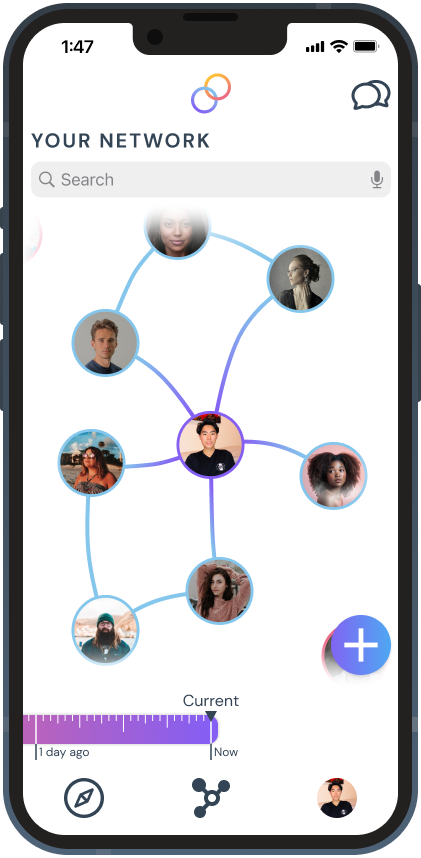 1:47
YOUR NETWORK
Search
Current
1 day ago
Now